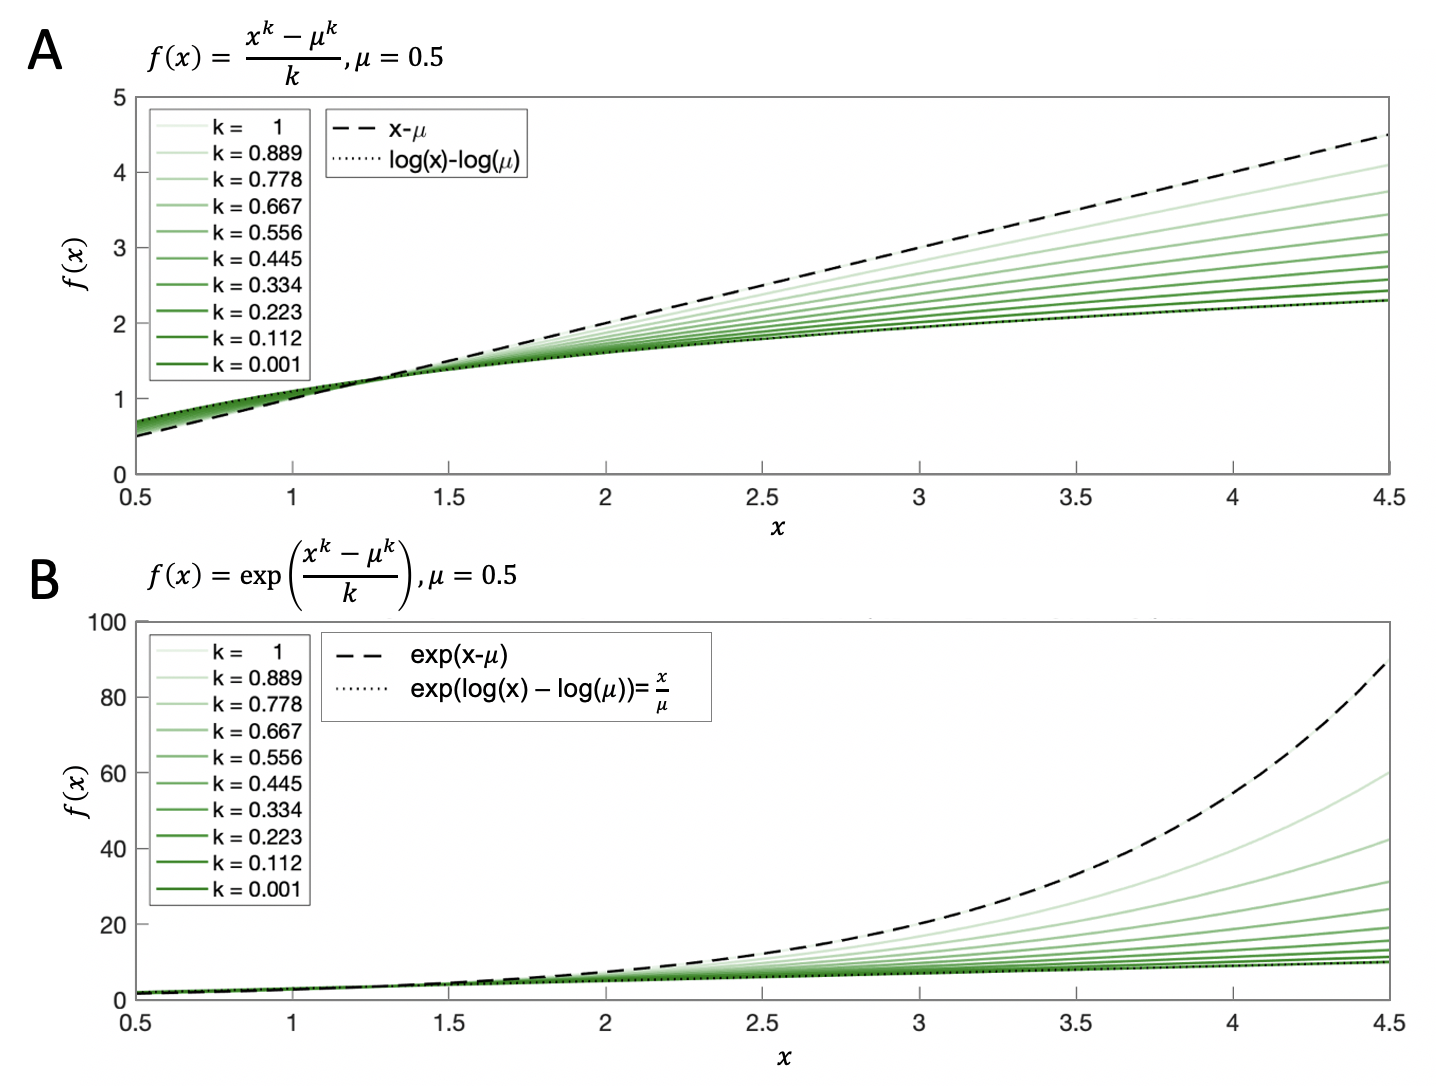 A
f(x) = (x^k − μ^k)/k, μ = 0.5
5
4
3
2
1
0
f(x)
k = 1
k = 0.889
k = 0.778
k = 0.667
k = 0.556
k = 0.445
k = 0.334
k = 0.223
k = 0.112
k = 0.001
x-μ
log(x)-log(μ)
0.5 1 1.5 2 2.5 3 3.5 4 4.5
x
B
f(x) = exp((x^k − μ^k)/k), μ = 0.5
100
80
60
40
20
0
f(x)
k = 1
k = 0.889
k = 0.778
k = 0.667
k = 0.556
k = 0.445
k = 0.334
k = 0.223
k = 0.112
k = 0.001
exp(x-μ)
exp(log(x) – log(μ))= x/μ
0.5 1 1.5 2 2.5 3 3.5 4 4.5
x